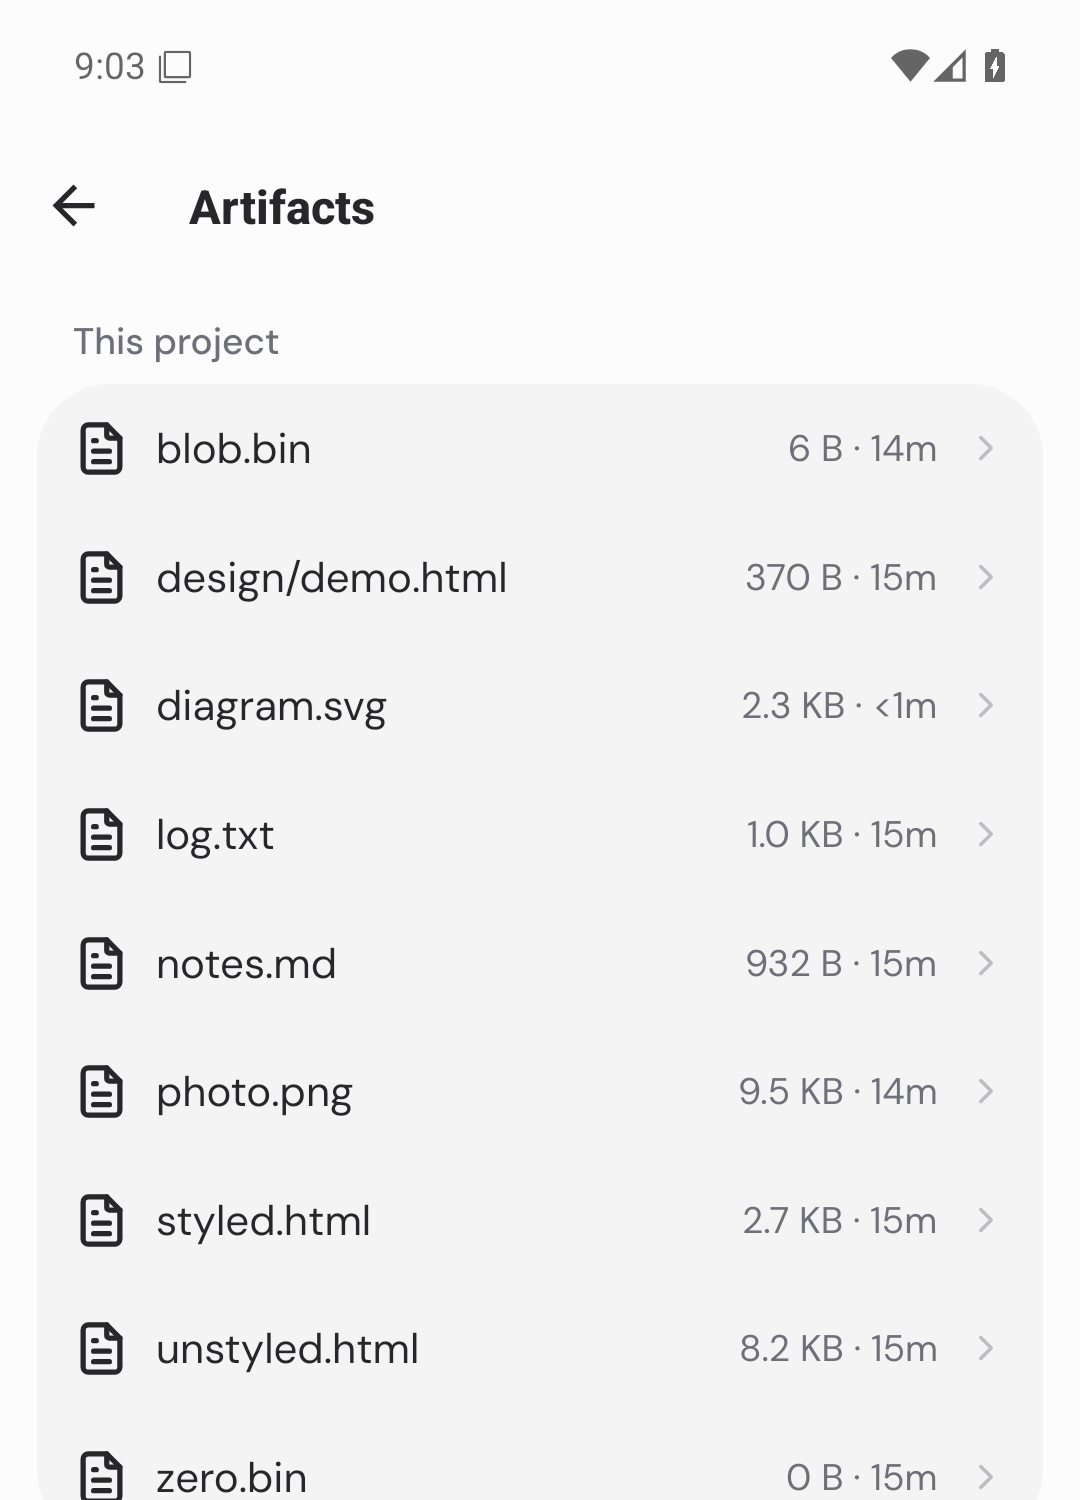 9:03
Artifacts
This project
blob.bin 6 B · 14m
design/demo.html 370 B · 15m
diagram.svg 2.3 KB · <1m
log.txt 1.0 KB · 15m
notes.md 932 B · 15m
photo.png 9.5 KB · 14m
styled.html 2.7 KB · 15m
unstyled.html 8.2 KB · 15m
zero.bin 0 B · 15m